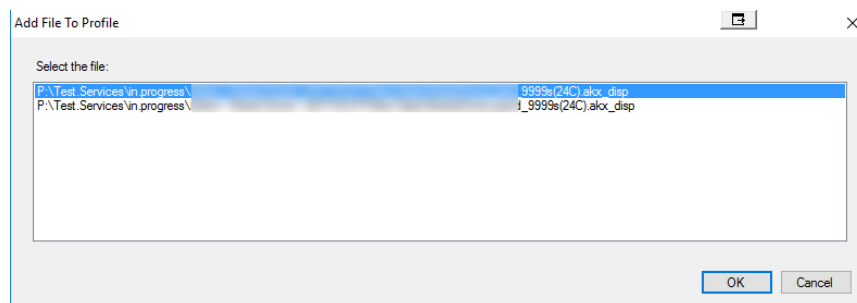 Add File To Profile
Select the file:
P:\Test.Services\in.progress\ _9999s(24C).akx_disp
P:\Test.Services\in.progress\ d_9999s(24C).akx_disp
OK Cancel